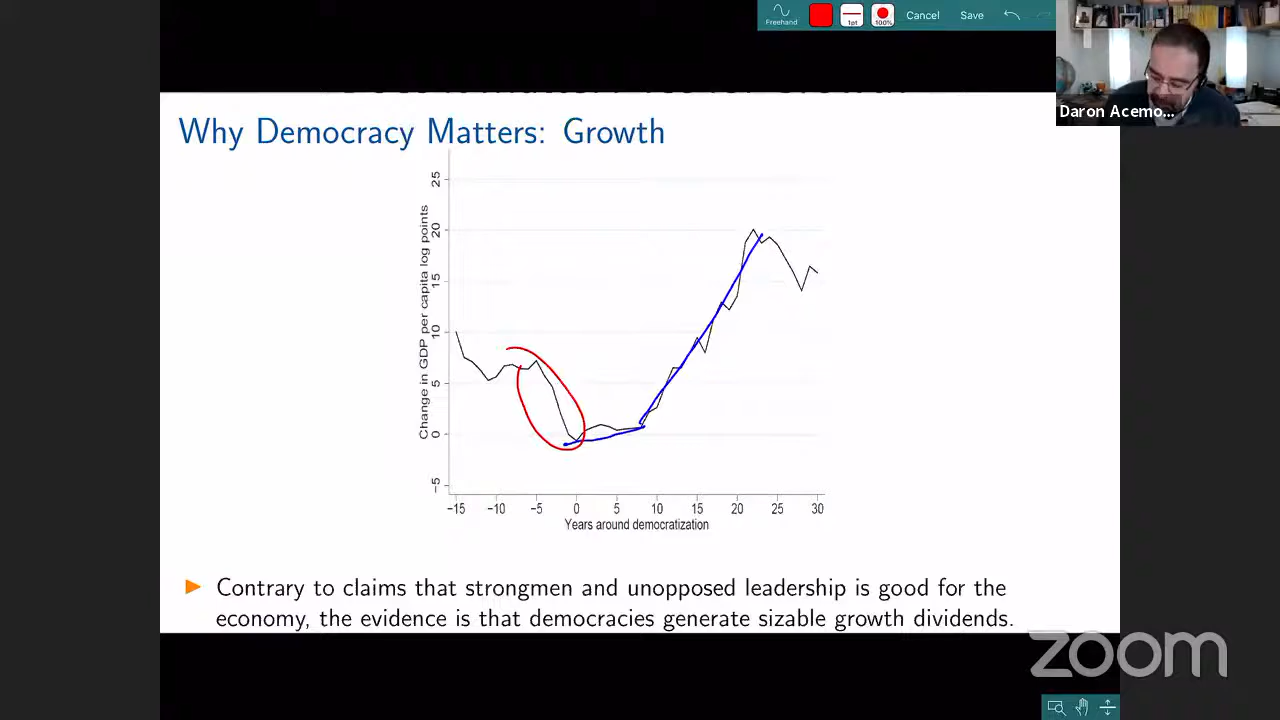 Freehand
1pt
100%
Cancel
Save
Daron Acemo...
Why Democracy Matters: Growth
Change in GDP per capita log points
25
20
15
10
5
0
−5
−15 −10 −5 0 5 10 15 20 25 30
Years around democratization
Contrary to claims that strongmen and unopposed leadership is good for the
economy, the evidence is that democracies generate sizable growth dividends.
zoom